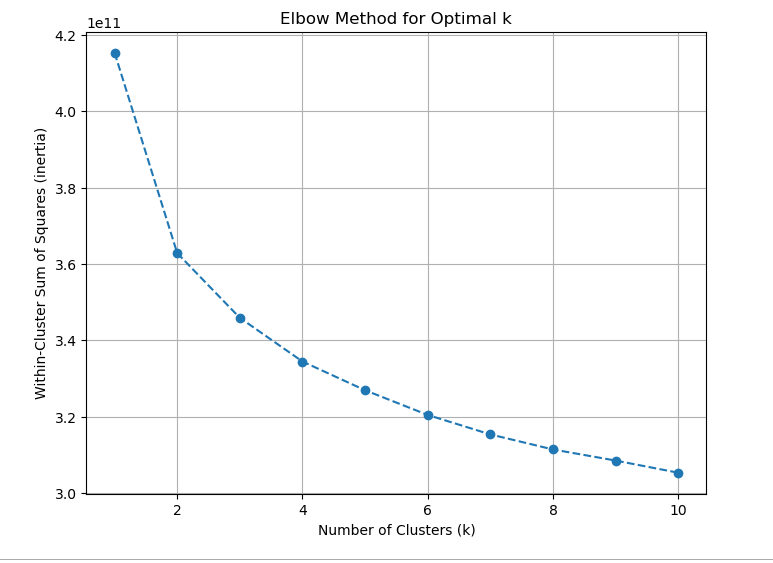 Elbow Method for Optimal k
1e11
4.2
4.0
3.8
3.6
3.4
3.2
3.0
Within-Cluster Sum of Squares (inertia)
2 4 6 8 10
Number of Clusters (k)